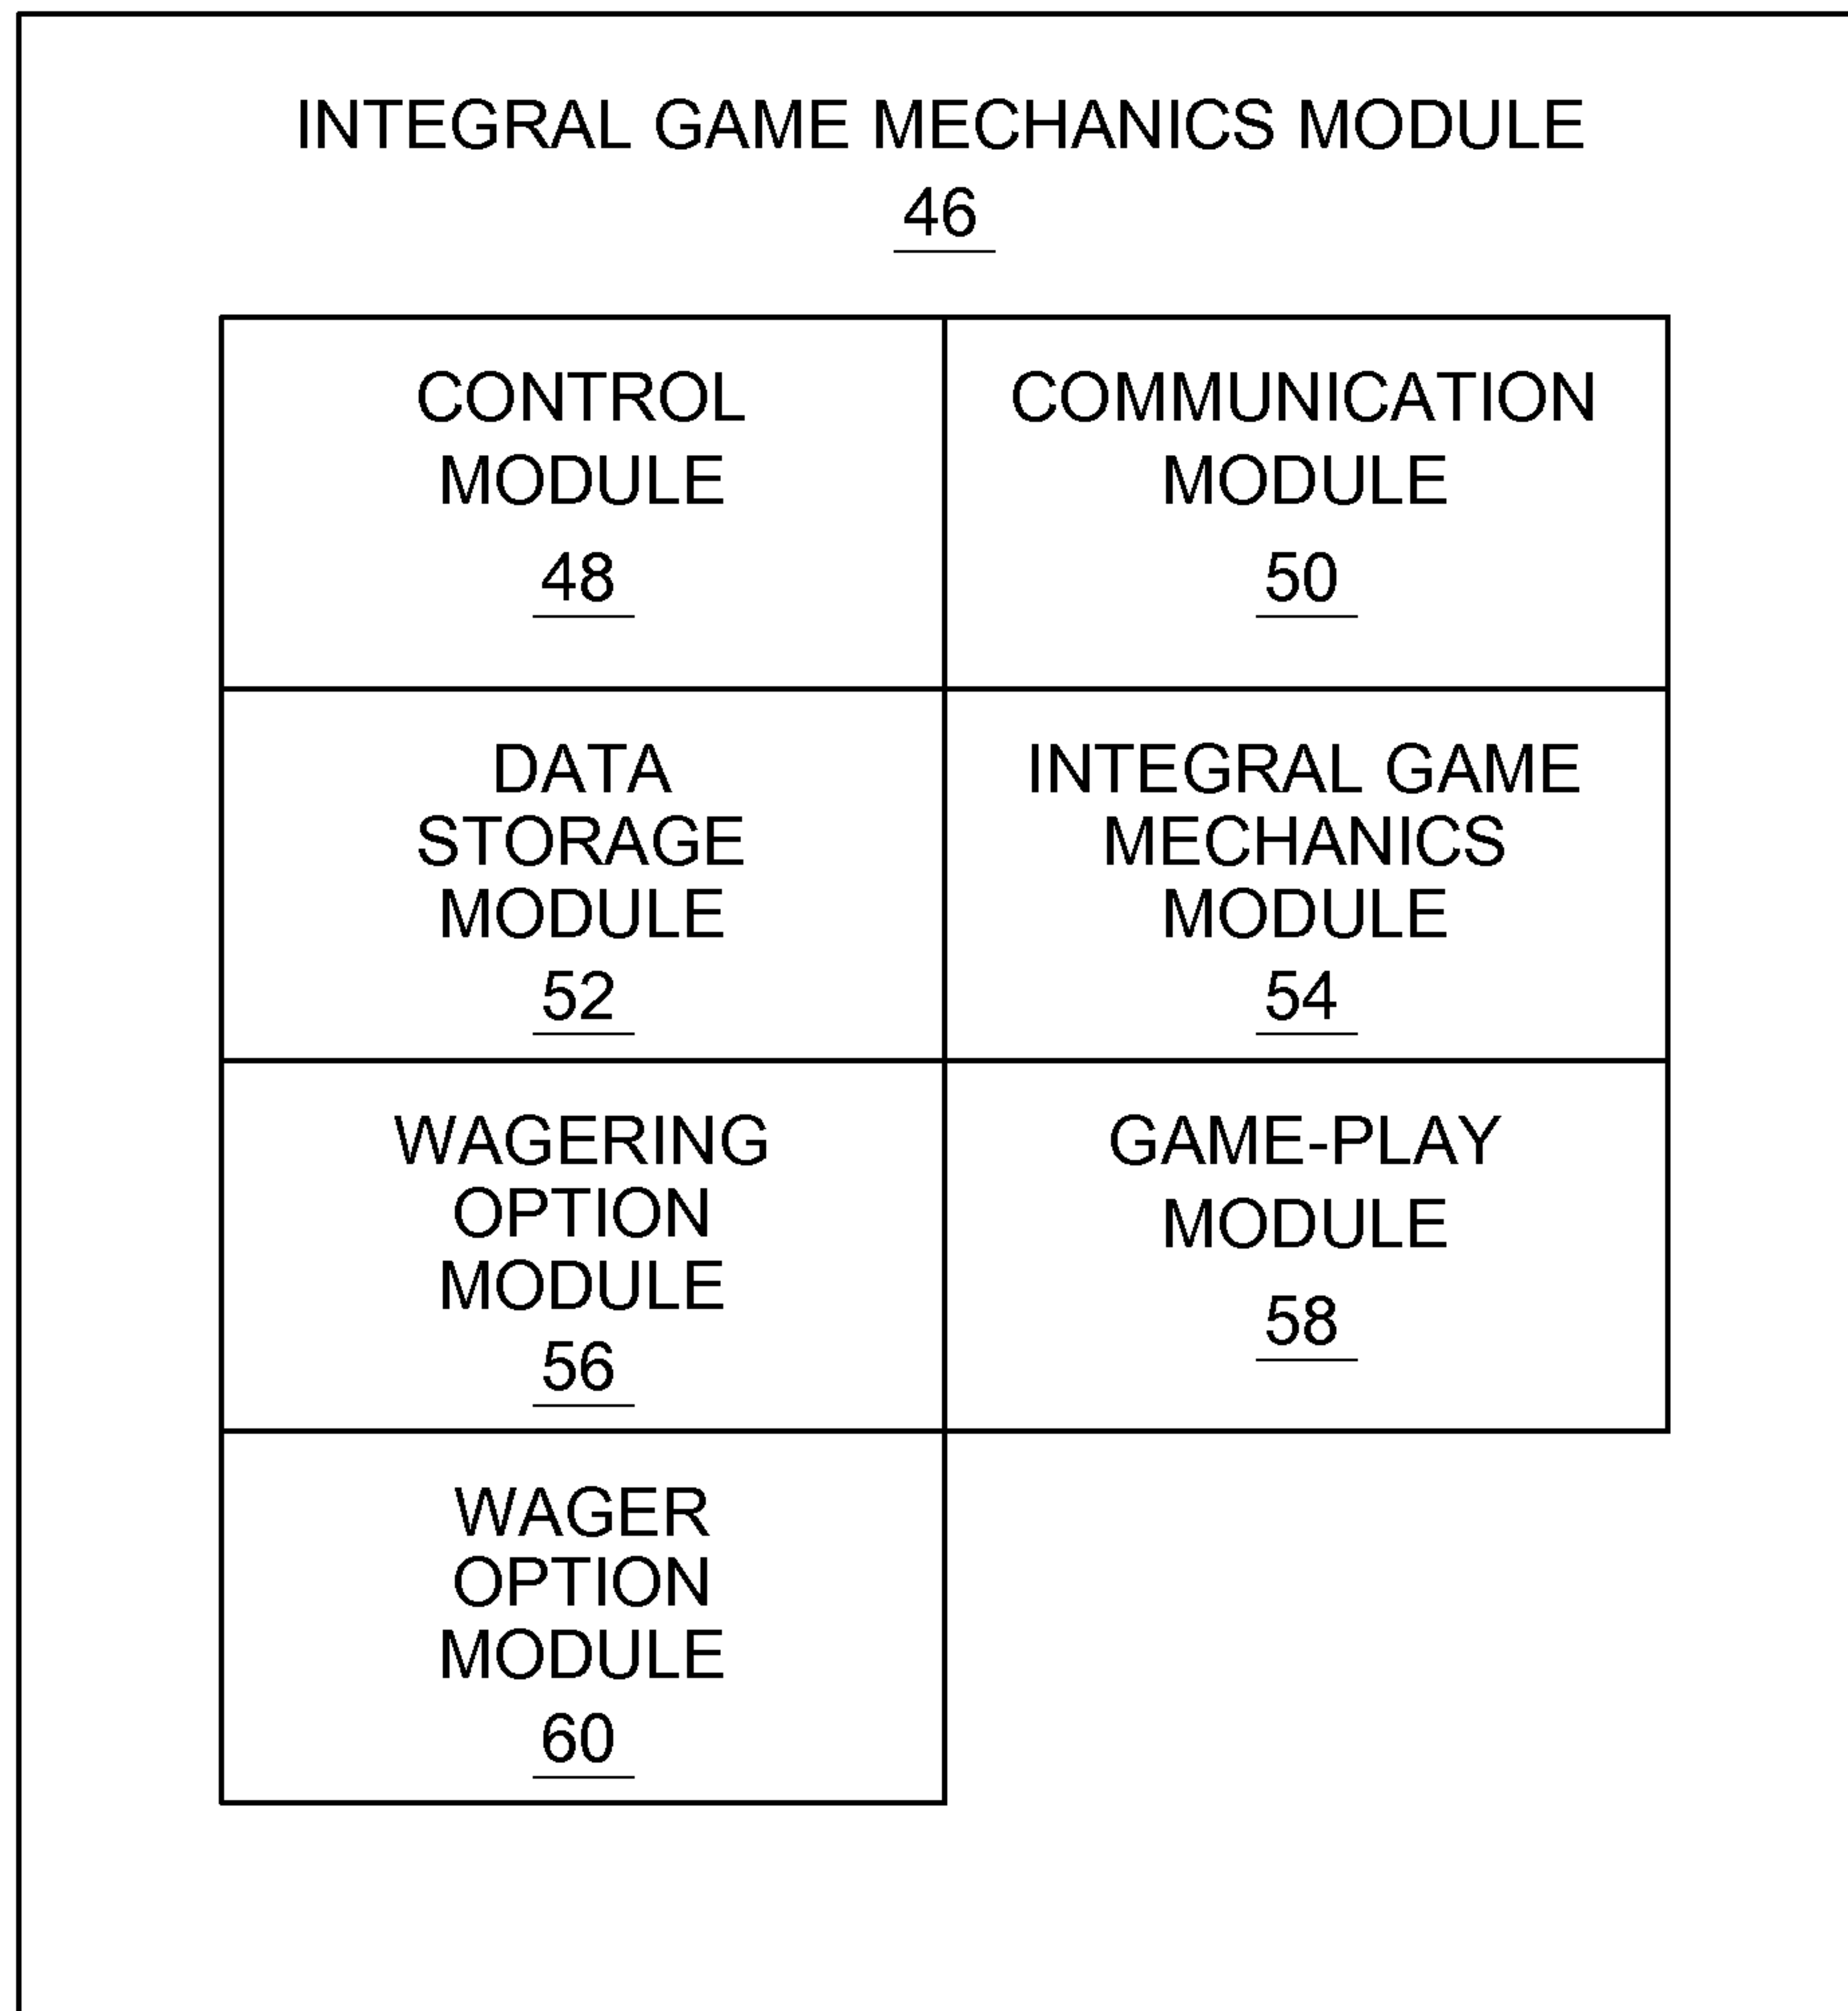 INTEGRAL GAME MECHANICS MODULE
46
CONTROL
MODULE
48
COMMUNICATION
MODULE
50
DATA
STORAGE
MODULE
52
INTEGRAL GAME
MECHANICS
MODULE
54
WAGERING
OPTION
MODULE
56
GAME-PLAY
MODULE
58
WAGER
OPTION
MODULE
60